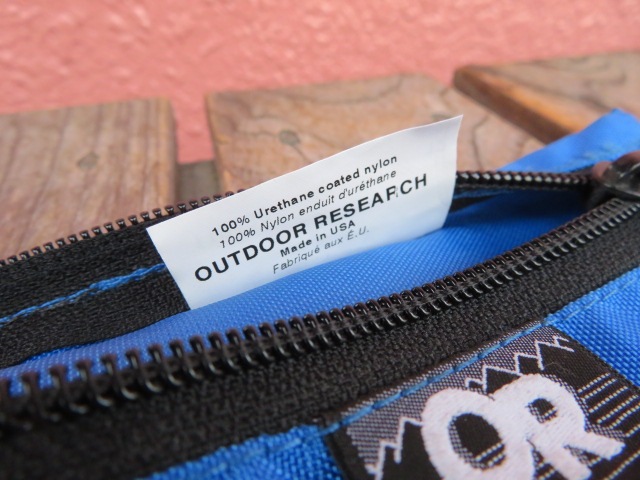 100% Urethane coated nylon
100% Nylon enduit d'uréthane
OUTDOOR RESEARCH
Made in USA
Fabriqué aux É.U.
OR